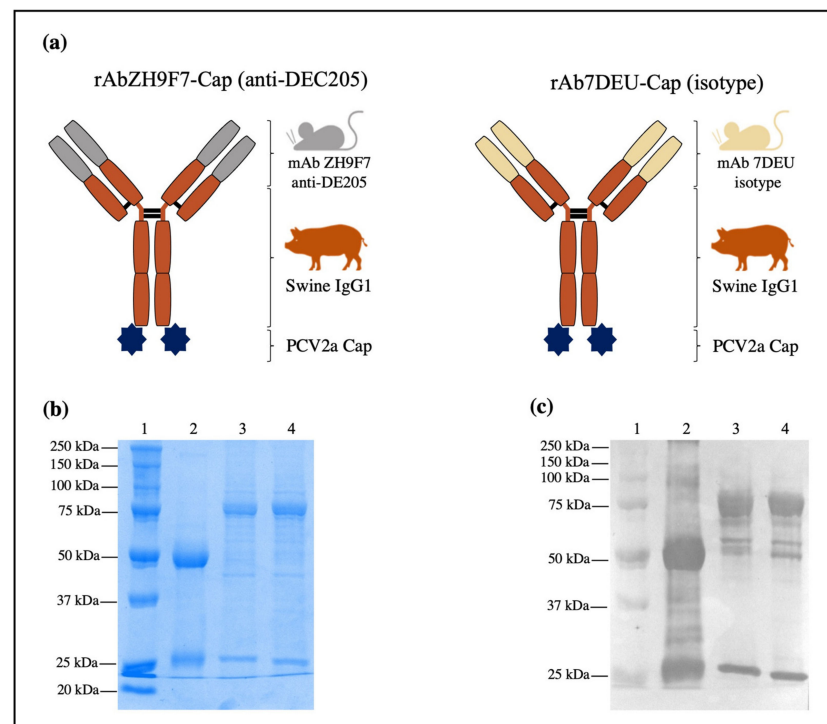 (a)
rAbZH9F7-Cap (anti-DEC205)
mAb ZH9F7
anti-DE205
Swine IgG1
PCV2a Cap
rAb7DEU-Cap (isotype)
mAb 7DEU
isotype
Swine IgG1
PCV2a Cap
(b)
1 2 3 4
250 kDa
150 kDa
100 kDa
75 kDa
50 kDa
37 kDa
25 kDa
20 kDa
(c)
1 2 3 4
250 kDa
150 kDa
100 kDa
75 kDa
50 kDa
37 kDa
25 kDa